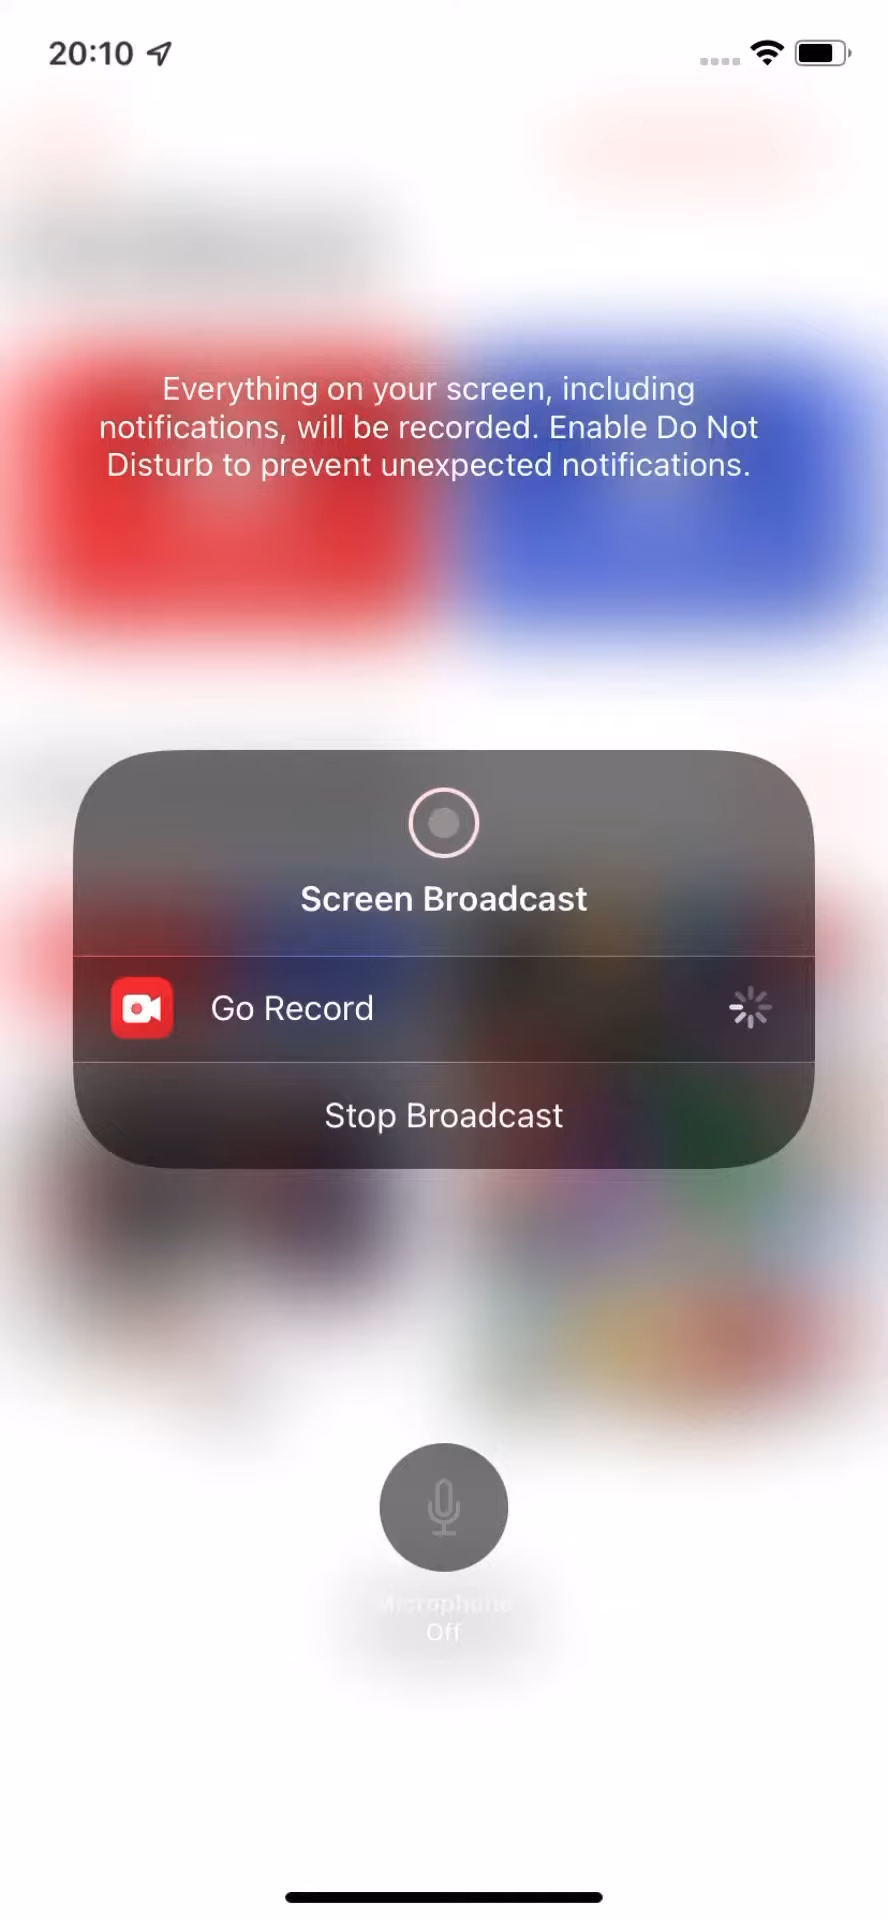 20:10
Everything on your screen, including
notifications, will be recorded. Enable Do Not
Disturb to prevent unexpected notifications.
Screen Broadcast
Go Record
Stop Broadcast
Microphone
Off